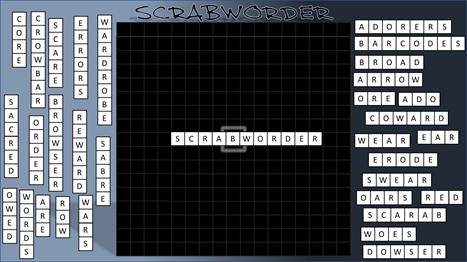 SCRABWORDER
CORE
CROWBAR
SCARE
ERRORS
WARDROBE
SACRED
ORDER
BROWSER
REWARD
SABRE
OWED
WORDS
ARE
ROW
WARS
SCRABWORDER
ADORERS
BARCODES
BROAD
ARROW
ORE ADO
COWARD
WEAR EAR
ERODE
SWEAR
OARS RED
SCARAB
WOES
DOWSER